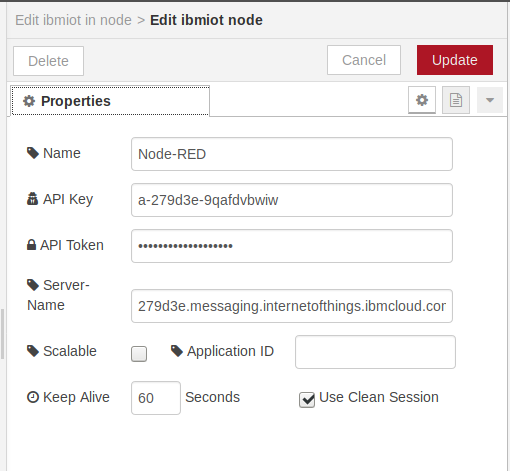 Edit ibmiot in node > Edit ibmiot node
Delete Cancel Update
Properties
Name Node-RED
API Key a-279d3e-9qafdvbwiw
API Token •••••••••••••••••••
Server-
Name 279d3e.messaging.internetofthings.ibmcloud.con
Scalable Application ID
Keep Alive 60 Seconds Use Clean Session